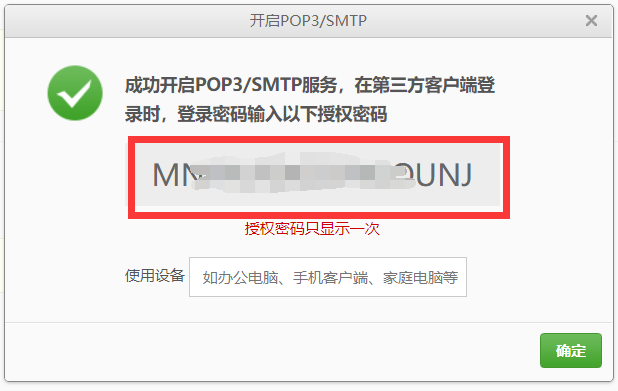 开启POP3/SMTP
成功开启POP3/SMTP服务，在第三方客户端登
录时，登录密码输入以下授权密码
MN OUNJ
授权密码只显示一次
使用设备 如办公电脑、手机客户端、家庭电脑等
确定